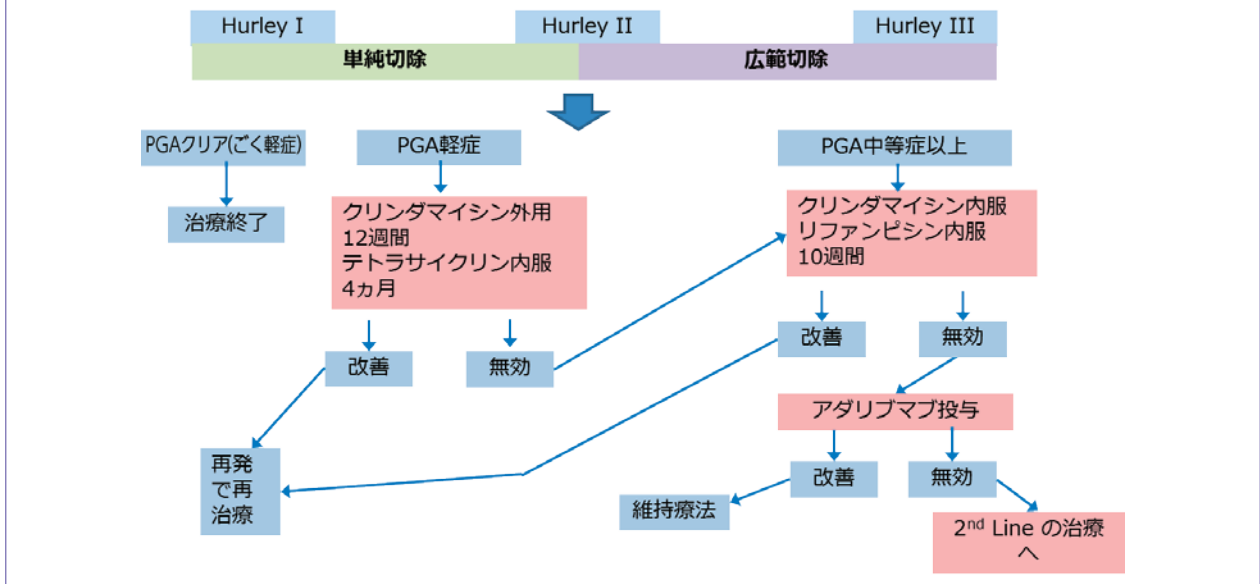 Hurley I
Hurley II
Hurley III
単純切除
広範切除
PGAクリア(ごく軽症)
PGA軽症
PGA中等症以上
治療終了
クリンダマイシン外用
12週間
テトラサイクリン内服
4ヵ月
クリンダマイシン内服
リファンピシン内服
10週間
改善
無効
改善
無効
アダリブマブ投与
再発
で再
治療
改善
無効
維持療法
2nd Line の治療
へ